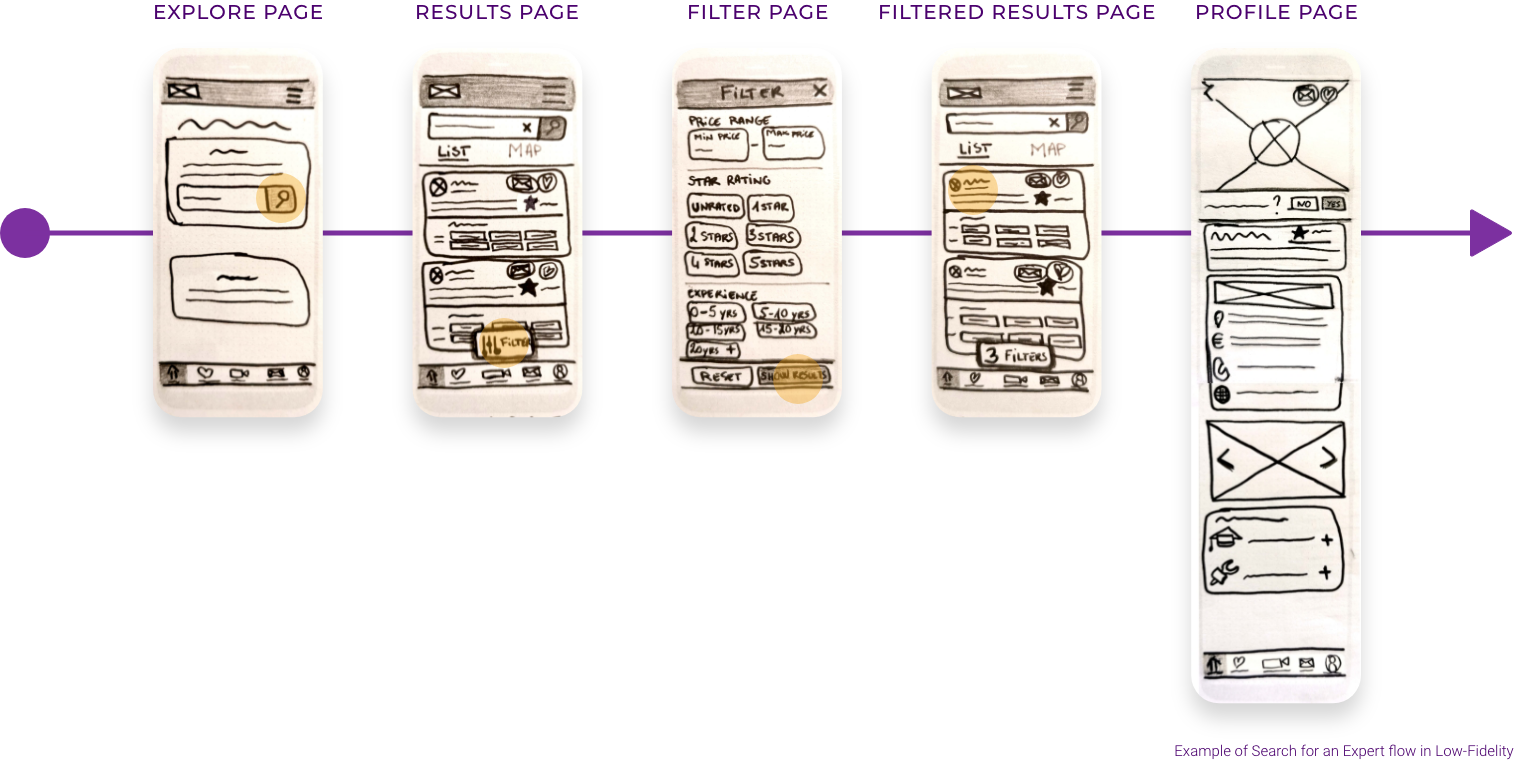 EXPLORE PAGE
RESULTS PAGE
FILTER PAGE
FILTERED RESULTS PAGE
PROFILE PAGE
LIST MAP
FILTER
FILTER X
PRICE RANGE
MIN PRICE - MAX PRICE
STAR RATING
UNRATED 1 STAR
2 STARS 3 STARS
4 STARS 5 STARS
EXPERIENCE
0-5 yrs 5-10 yrs
10-15 yrs 15-20 yrs
20 yrs +
RESET SHOW RESULTS
LIST MAP
3 FILTERS
? NO YES
Example of Search for an Expert flow in Low-Fidelity